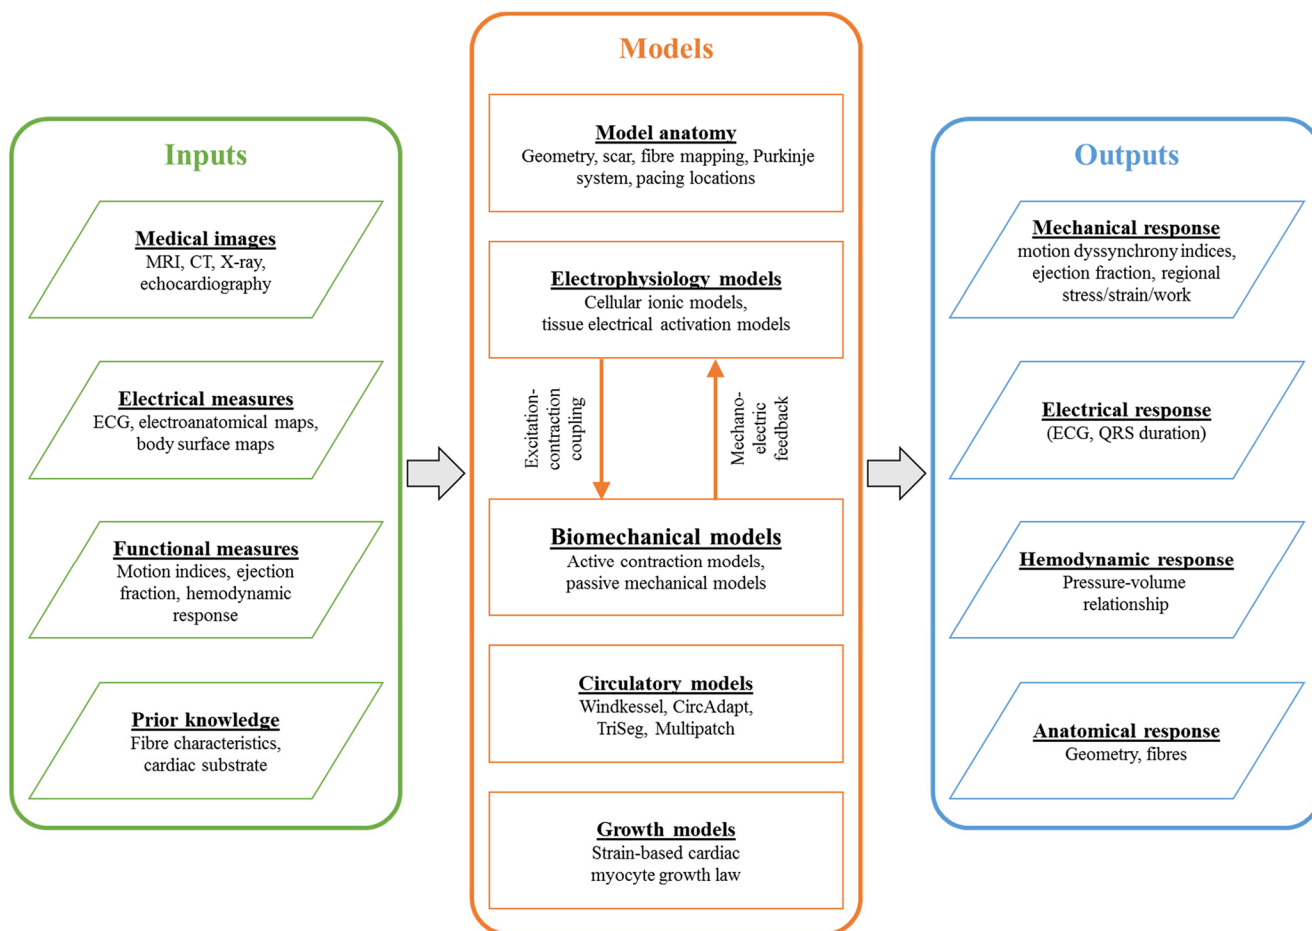 Inputs
Medical images
MRI, CT, X-ray,
echocardiography
Electrical measures
ECG, electroanatomical maps,
body surface maps
Functional measures
Motion indices, ejection
fraction, hemodynamic
response
Prior knowledge
Fibre characteristics,
cardiac substrate
Models
Model anatomy
Geometry, scar, fibre mapping, Purkinje
system, pacing locations
Electrophysiology models
Cellular ionic models,
tissue electrical activation models
Excitation-
contraction
coupling
Mechano-
electric
feedback
Biomechanical models
Active contraction models,
passive mechanical models
Circulatory models
Windkessel, CircAdapt,
TriSeg, Multipatch
Growth models
Strain-based cardiac
myocyte growth law
Outputs
Mechanical response
motion dyssynchrony indices,
ejection fraction, regional
stress/strain/work
Electrical response
(ECG, QRS duration)
Hemodynamic response
Pressure-volume
relationship
Anatomical response
Geometry, fibres